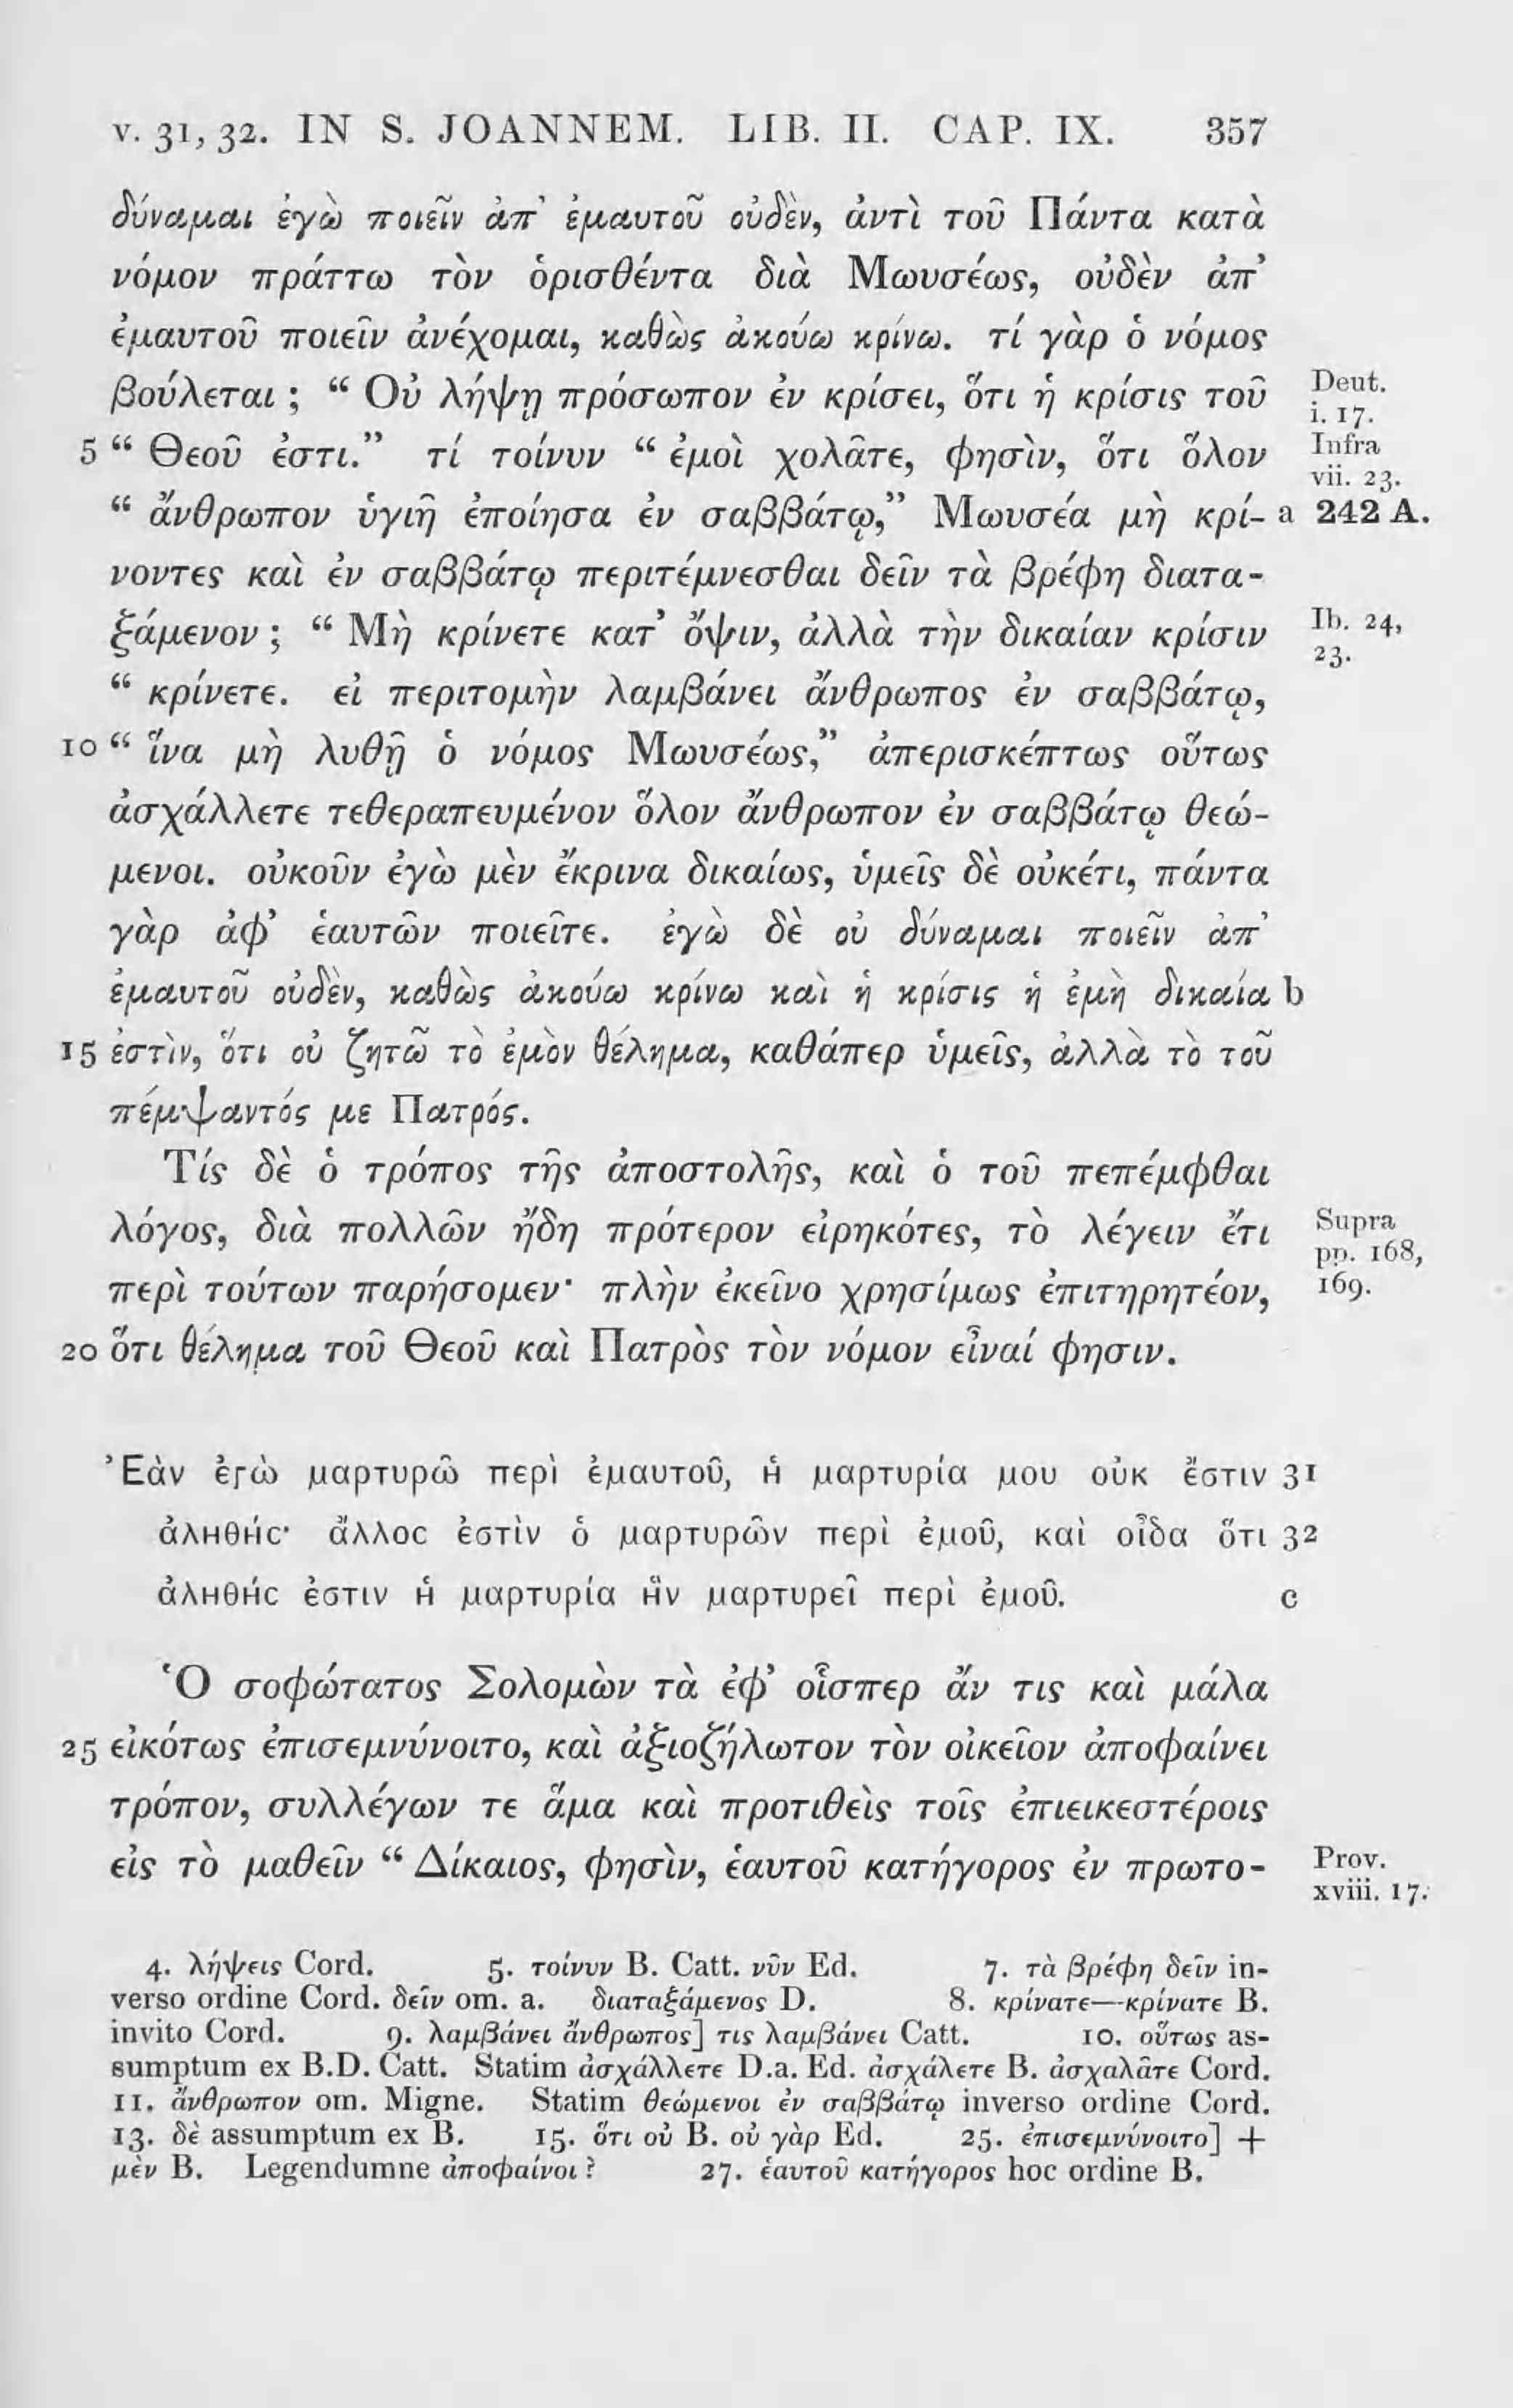 v. 31, 32. IN S. JOANNEM. LIB. II. CAP. IX. 357
δύναμαι ἐγὼ ποιεῖν ἀπ' ἐμαυτοῦ οὐδὲν, ἀντὶ τοῦ Πάντα κατὰ
νόμον πράττω τὸν ὁρισθέντα διὰ Μωυσέως, οὐδὲν ἀπ'
ἐμαυτοῦ ποιεῖν ἀνέχομαι, καθὼς ἀκούω κρίνω. τί γὰρ ὁ νόμος
βούλεται ; “ Οὐ λήψῃ πρόσωπον ἐν κρίσει, ὅτι ἡ κρίσις τοῦ Deut. i. 17.
5 “ Θεοῦ ἐστι.” τί τοίνυν “ ἐμοὶ χολᾶτε, φησὶν, ὅτι ὅλον Infra vii. 23.
“ ἄνθρωπον ὑγιῆ ἐποίησα ἐν σαββάτῳ,” Μωυσέα μὴ κρί- a 242 A.
νοντες καὶ ἐν σαββάτῳ περιτέμνεσθαι δεῖν τὰ βρέφη διατα-
ξάμενον ; “ Μὴ κρίνετε κατ' ὄψιν, ἀλλὰ τὴν δικαίαν κρίσιν Ib. 24, 23.
“ κρίνετε. εἰ περιτομὴν λαμβάνει ἄνθρωπος ἐν σαββάτῳ,
10 “ ἵνα μὴ λυθῇ ὁ νόμος Μωυσέως,” ἀπερισκέπτως οὕτως
ἀσχάλλετε τεθεραπευμένον ὅλον ἄνθρωπον ἐν σαββάτῳ θεώ-
μενοι. οὐκοῦν ἐγὼ μὲν ἔκρινα δικαίως, ὑμεῖς δὲ οὐκέτι, πάντα
γὰρ ἀφ' ἑαυτῶν ποιεῖτε. ἐγὼ δὲ οὐ δύναμαι ποιεῖν ἀπ'
ἐμαυτοῦ οὐδὲν, καθὼς ἀκούω κρίνω καὶ ἡ κρίσις ἡ ἐμὴ δικαία b
15 ἐστὶν, ὅτι οὐ ζητῶ τὸ ἐμὸν θέλημα, καθάπερ ὑμεῖς, ἀλλὰ τὸ τοῦ
πέμψαντός με Πατρός.
Τίς δὲ ὁ τρόπος τῆς ἀποστολῆς, καὶ ὁ τοῦ πεπέμφθαι
λόγος, διὰ πολλῶν ἤδη πρότερον εἰρηκότες, τὸ λέγειν ἔτι Supra pp. 168,
περὶ τούτων παρήσομεν· πλὴν ἐκεῖνο χρησίμως ἐπιτηρητέον, 169.
20 ὅτι θέλημα τοῦ Θεοῦ καὶ Πατρὸς τὸν νόμον εἶναί φησιν.
Ἐὰν ἐγὼ μαρτυρῶ περὶ ἐμαυτοῦ, ἡ μαρτυρία μου οὐκ ἔστιν 31
ἀληθής· ἄλλος ἐστὶν ὁ μαρτυρῶν περὶ ἐμοῦ, καὶ οἶδα ὅτι 32
ἀληθής ἐστιν ἡ μαρτυρία ἣν μαρτυρεῖ περὶ ἐμοῦ. c
Ὁ σοφώτατος Σολομὼν τὰ ἐφ' οἷσπερ ἄν τις καὶ μάλα
25 εἰκότως ἐπισεμνύνοιτο, καὶ ἀξιοζήλωτον τὸν οἰκεῖον ἀποφαίνει
τρόπον, συλλέγων τε ἅμα καὶ προτιθεὶς τοῖς ἐπιεικεστέροις
εἰς τὸ μαθεῖν “ Δίκαιος, φησὶν, ἑαυτοῦ κατήγορος ἐν πρωτο- Prov. xviii. 17.
4. λήψεις Cord. 5. τοίνυν B. Catt. νῦν Ed. 7. τὰ βρέφη δεῖν in-
verso ordine Cord. δεῖν om. a. διαταξάμενος D. 8. κρίνατε—κρίνατε B.
invito Cord. 9. λαμβάνει ἄνθρωπος] τις λαμβάνει Catt. 10. οὕτως as-
sumptum ex B.D. Catt. Statim ἀσχάλλετε D.a. Ed. ἀσχάλετε B. ἀσχαλᾶτε Cord.
11. ἄνθρωπον om. Migne. Statim θεώμενοι ἐν σαββάτῳ inverso ordine Cord.
13. δὲ assumptum ex B. 15. ὅτι οὐ B. οὐ γὰρ Ed. 25. ἐπισεμνύνοιτο] +
μὲν B. Legendumne ἀποφαίνοι ? 27. ἑαυτοῦ κατήγορος hoc ordine B.